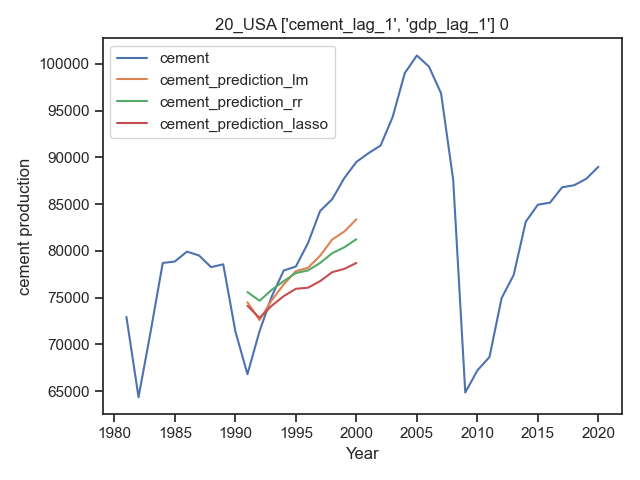 20_USA ['cement_lag_1', 'gdp_lag_1'] 0
cement
cement_prediction_lm
cement_prediction_rr
cement_prediction_lasso
100000
95000
90000
85000
80000
75000
70000
65000
cement production
1980 1985 1990 1995 2000 2005 2010 2015 2020
Year